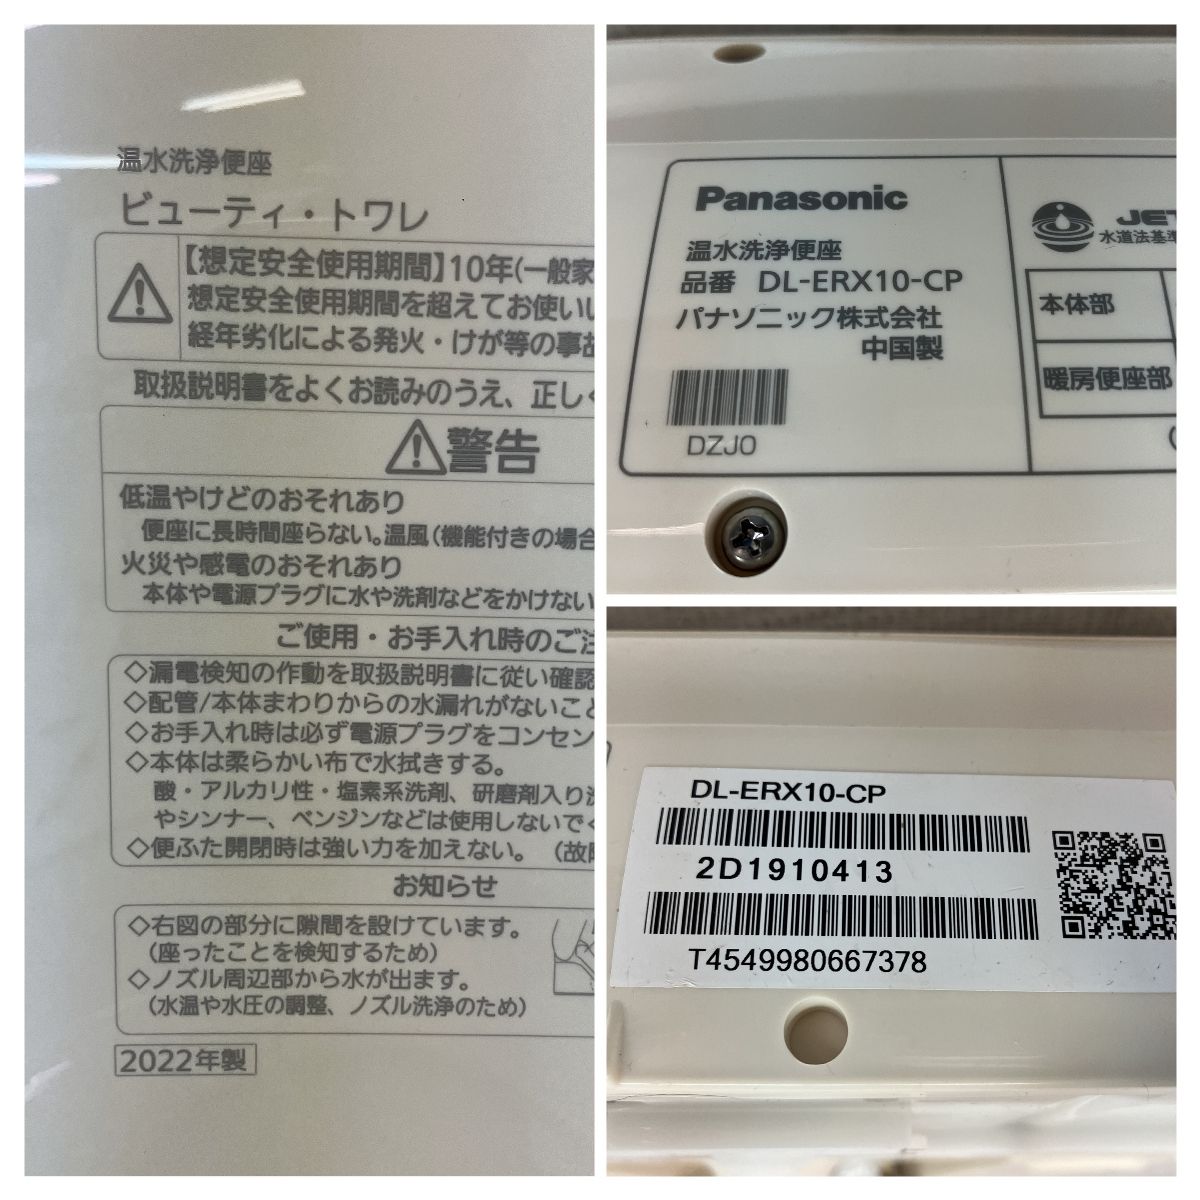 温水洗浄便座
ビューティ・トワレ
【想定安全使用期間】10年(一般家
想定安全使用期間を超えてお使いい
経年劣化による発火・けが等の事故
取扱説明書をよくお読みのうえ、正しく
警告
低温やけどのおそれあり
便座に長時間座らない。温風(機能付きの場合
火災や感電のおそれあり
本体や電源プラグに水や洗剤などをかけない
ご使用・お手入れ時のご注
◇漏電検知の作動を取扱説明書に従い確認
◇配管/本体まわりからの水漏れがないこと
◇お手入れ時は必ず電源プラグをコンセン
◇本体は柔らかい布で水拭きする。
酸・アルカリ性・塩素系洗剤、研磨剤入り洗
やシンナー、ベンジンなどは使用しないでく
◇便ふた開閉時は強い力を加えない。(故障
お知らせ
◇右図の部分に隙間を設けています。
(座ったことを検知するため)
◇ノズル周辺部から水が出ます。
(水温や水圧の調整、ノズル洗浄のため)
2022年製
Panasonic
温水洗浄便座
品番 DL-ERX10-CP
パナソニック株式会社
中国製
DZJ0
JET
水道法基準
本体部
暖房便座部
DL-ERX10-CP
2D1910413
T4549980667378